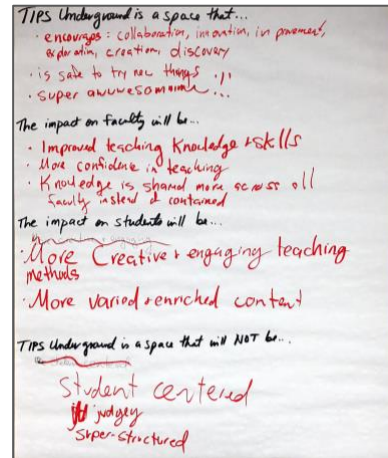 TIPS Underground is a space that...
· encourages: collaboration, innovation, improvement,
exploration, creation, discovery
· is safe to try new things
· super awuwesommm...
The impact on faculty will be...
· Improved teaching knowledge + skills
· More confidence in teaching
· Knowledge is shared more across all
faculty instead of contained
The impact on students will be...
· More Creative + engaging teaching
methods
· More varied + enriched content
TIPS Underground is a space that will NOT be...
Student centered
judgey
super-structured